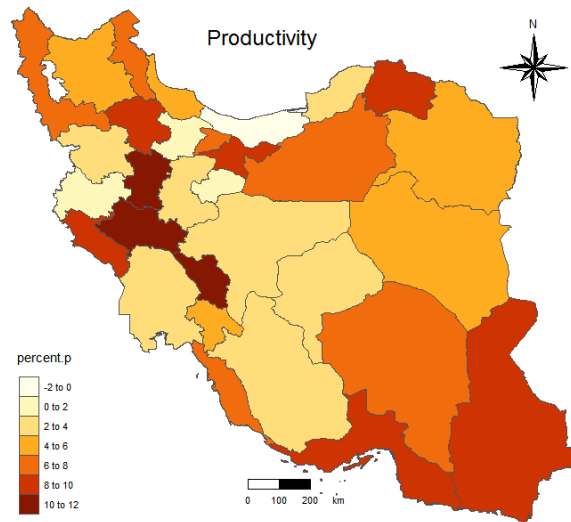 Productivity
N
percent.p
-2 to 0
0 to 2
2 to 4
4 to 6
6 to 8
8 to 10
10 to 12
0 100 200 km